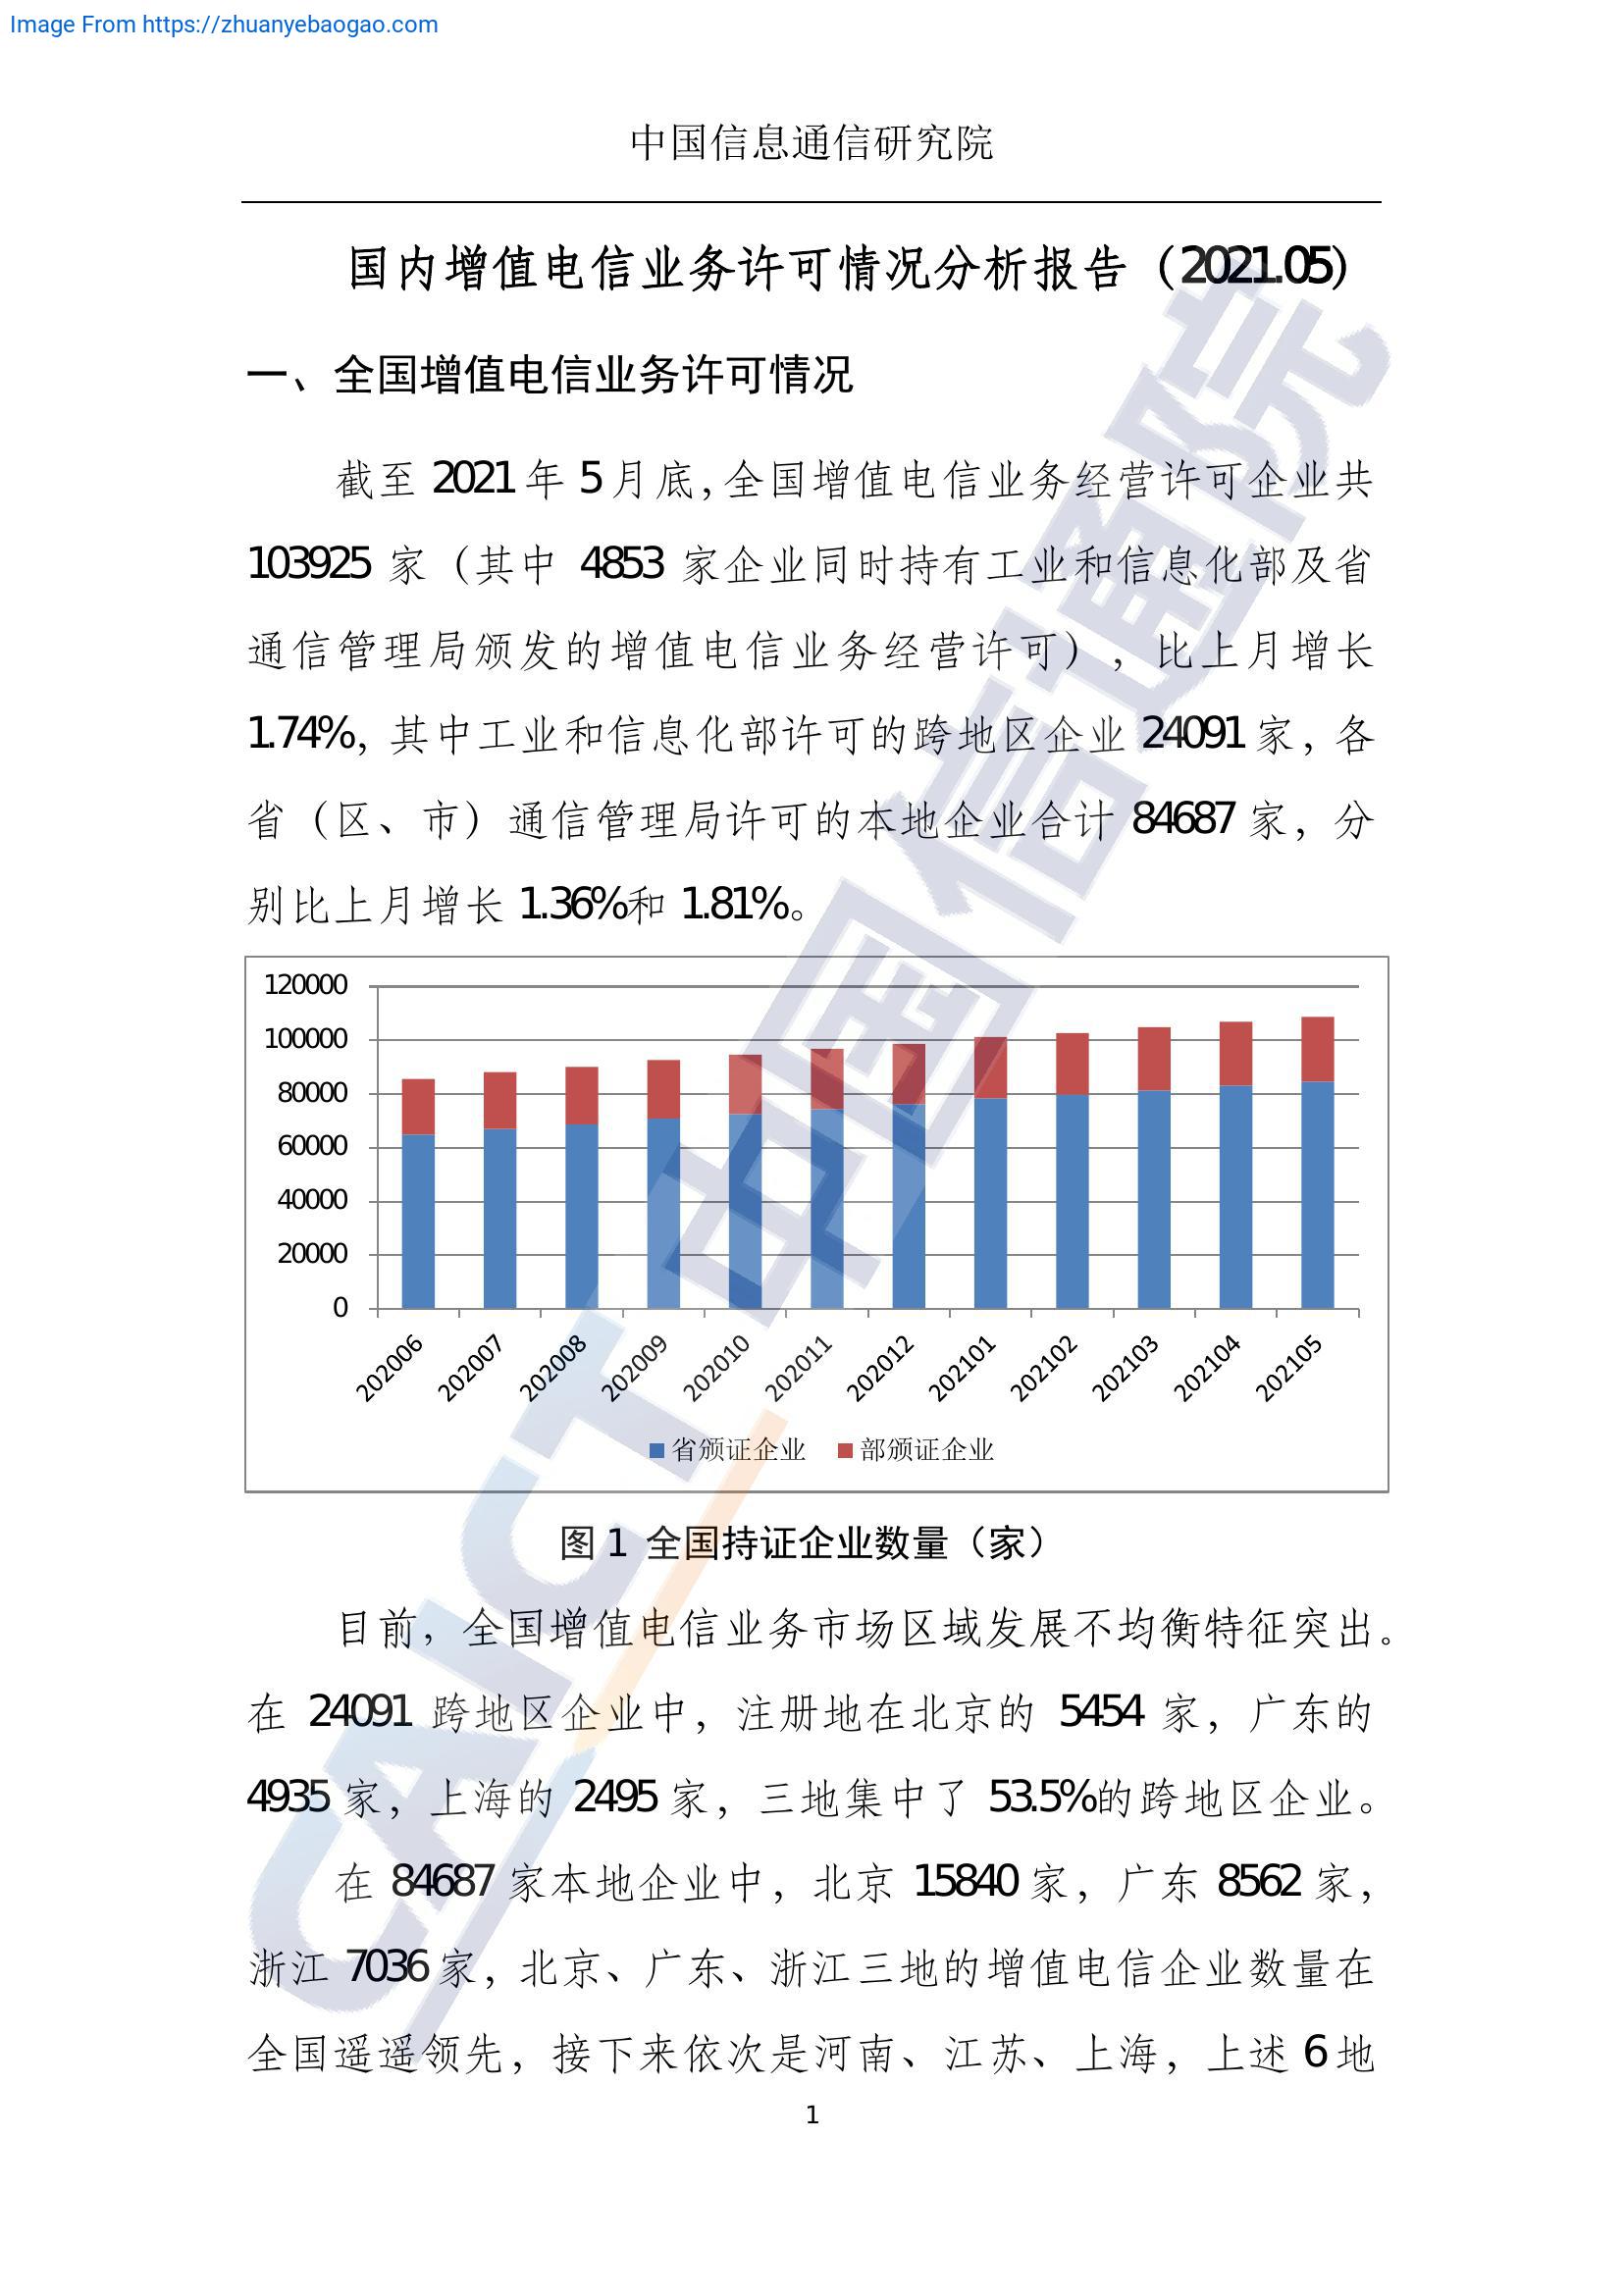 Image From https://zhuanyebaogao.com
中国信息通信研究院
国内增值电信业务许可情况分析报告（2021.05）
一、全国增值电信业务许可情况
截至 2021 年 5 月底，全国增值电信业务经营许可企业共
103925 家（其中 4853 家企业同时持有工业和信息化部及省
通信管理局颁发的增值电信业务经营许可），比上月增长
1.74%，其中工业和信息化部许可的跨地区企业 24091 家，各
省（区、市）通信管理局许可的本地企业合计 84687 家，分
别比上月增长 1.36%和 1.81%。
120000
100000
80000
60000
40000
20000
0
202006 202007 202008 202009 202010 202011 202012 202101 202102 202103 202104 202105
省颁证企业 部颁证企业
图 1 全国持证企业数量（家）
目前，全国增值电信业务市场区域发展不均衡特征突出。
在 24091 跨地区企业中，注册地在北京的 5454 家，广东的
4935 家，上海的 2495 家，三地集中了 53.5%的跨地区企业。
在 84687 家本地企业中，北京 15840 家，广东 8562 家，
浙江 7036 家，北京、广东、浙江三地的增值电信企业数量在
全国遥遥领先，接下来依次是河南、江苏、上海，上述 6 地
1
CAICT 中国信通院